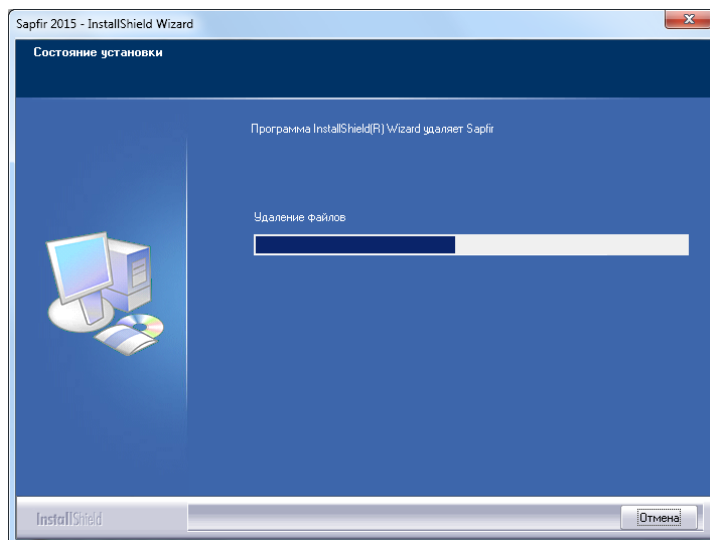 Sapfir 2015 - InstallShield Wizard
Состояние установки
Программа InstallShield(R) Wizard удаляет Sapfir
Удаление файлов
InstallShield
Отмена